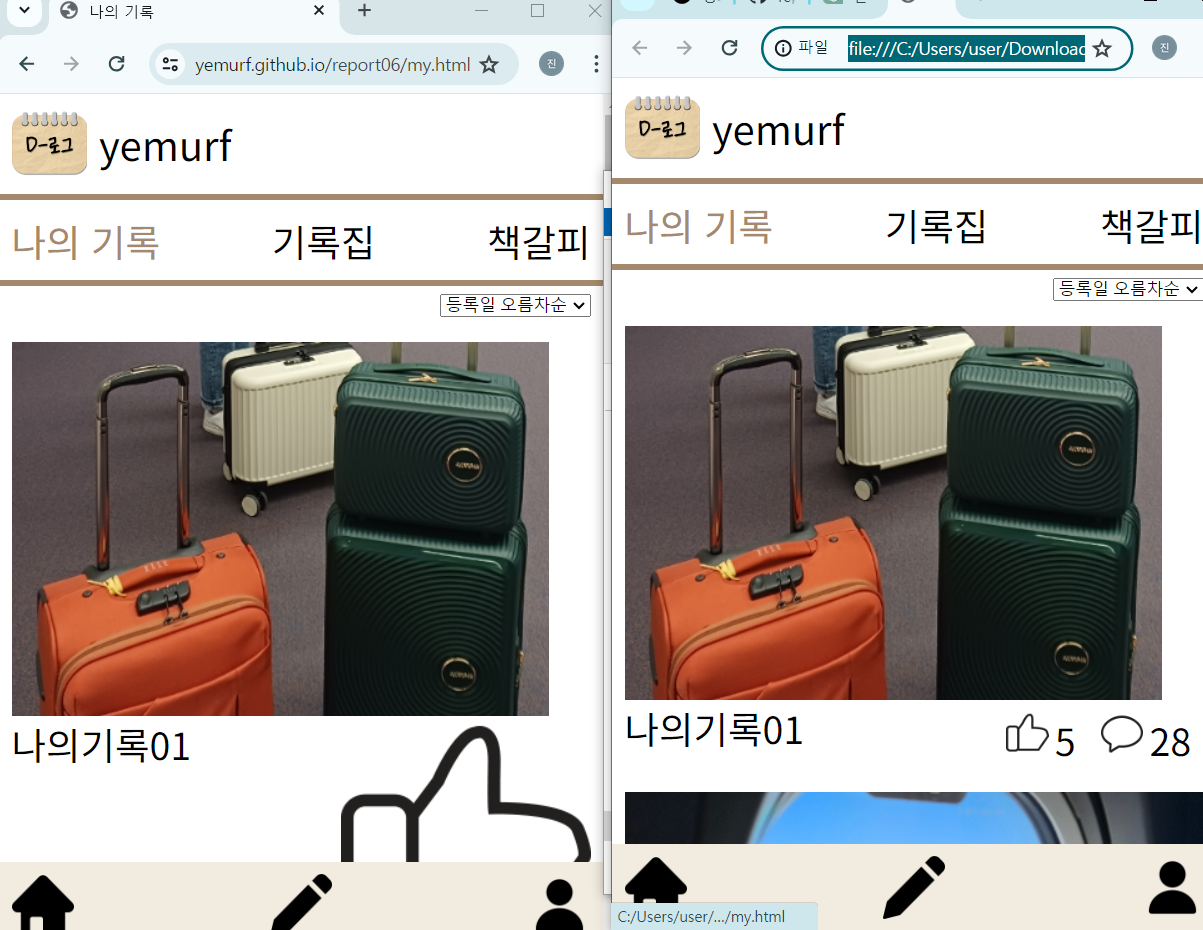 나의 기록
yemurf.github.io/report06/my.html
진
D-로그
yemurf
나의 기록
기록집
책갈피
등록일 오름차순
나의기록01
파일
file:///C:/Users/user/Download
진
D-로그
yemurf
나의 기록
기록집
책갈피
등록일 오름차순
나의기록01
5
28
C:/Users/user/.../my.html